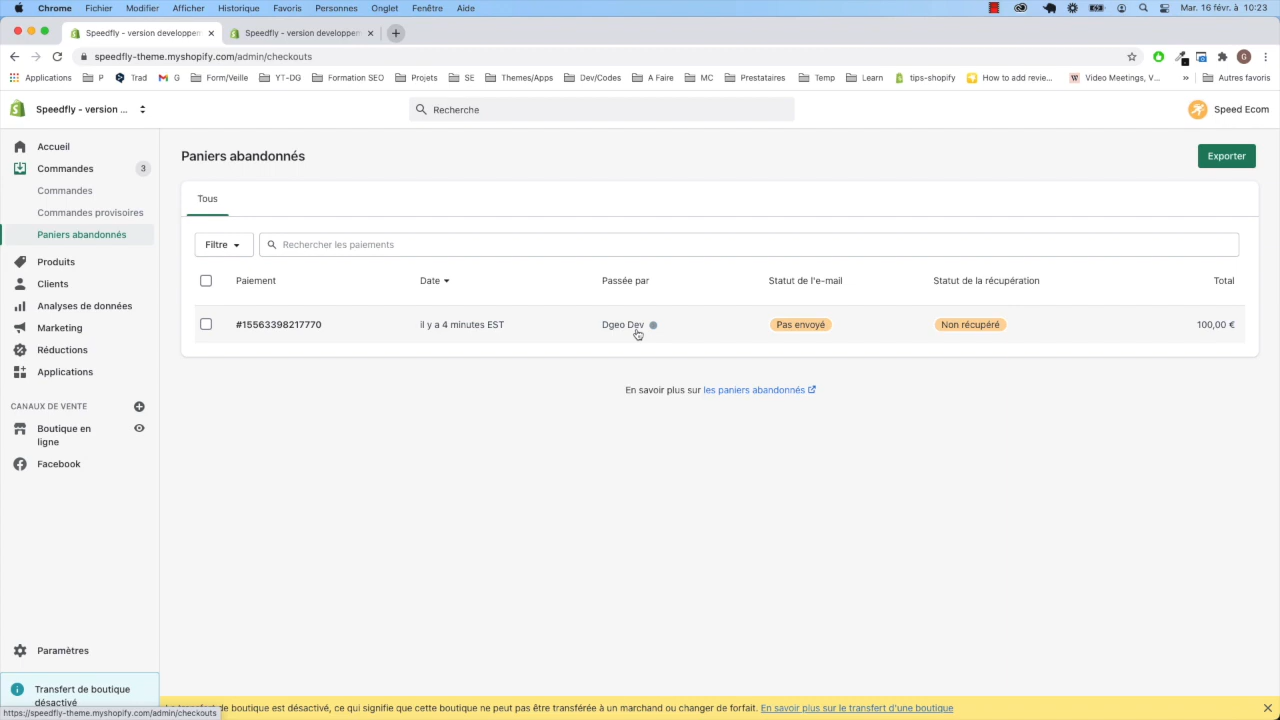 Chrome Fichier Modifier Afficher Historique Favoris Personnes Onglet Fenêtre Aide Mar. 16 févr à 10:23
Speedfly - version developpem Speedfly - version developpem
speedfly-theme.myshopify.com/admin/checkouts G
Applications P Trad G Form/Veille YT-DG Formation SEO Projets SE Themes/Apps Dev/Codes A Faire MC Prestataires Temp Learn tips-shopify How to add revie... Video Meetings, V... » Autres favoris
Speedfly - version ... Recherche Speed Ecom
Accueil
Commandes 3
Commandes
Commandes provisoires
Paniers abandonnés
Produits
Clients
Analyses de données
Marketing
Réductions
Applications
CANAUX DE VENTE
Boutique en
ligne
Facebook
Paramètres
Transfert de boutique
désactivé
Paniers abandonnés Exporter
Tous
Filtre Rechercher les paiements
Paiement Date Passée par Statut de l'e-mail Statut de la récupération Total
#15563398217770 il y a 4 minutes EST Dgeo Dev Pas envoyé Non récupéré 100,00 €
En savoir plus sur les paniers abandonnés
de boutique est désactivé, ce qui signifie que cette boutique ne peut pas être transférée à un marchand ou changer de forfait. En savoir plus sur le transfert d'une boutique
https://speedfly-theme.myshopify.com/admin/checkouts